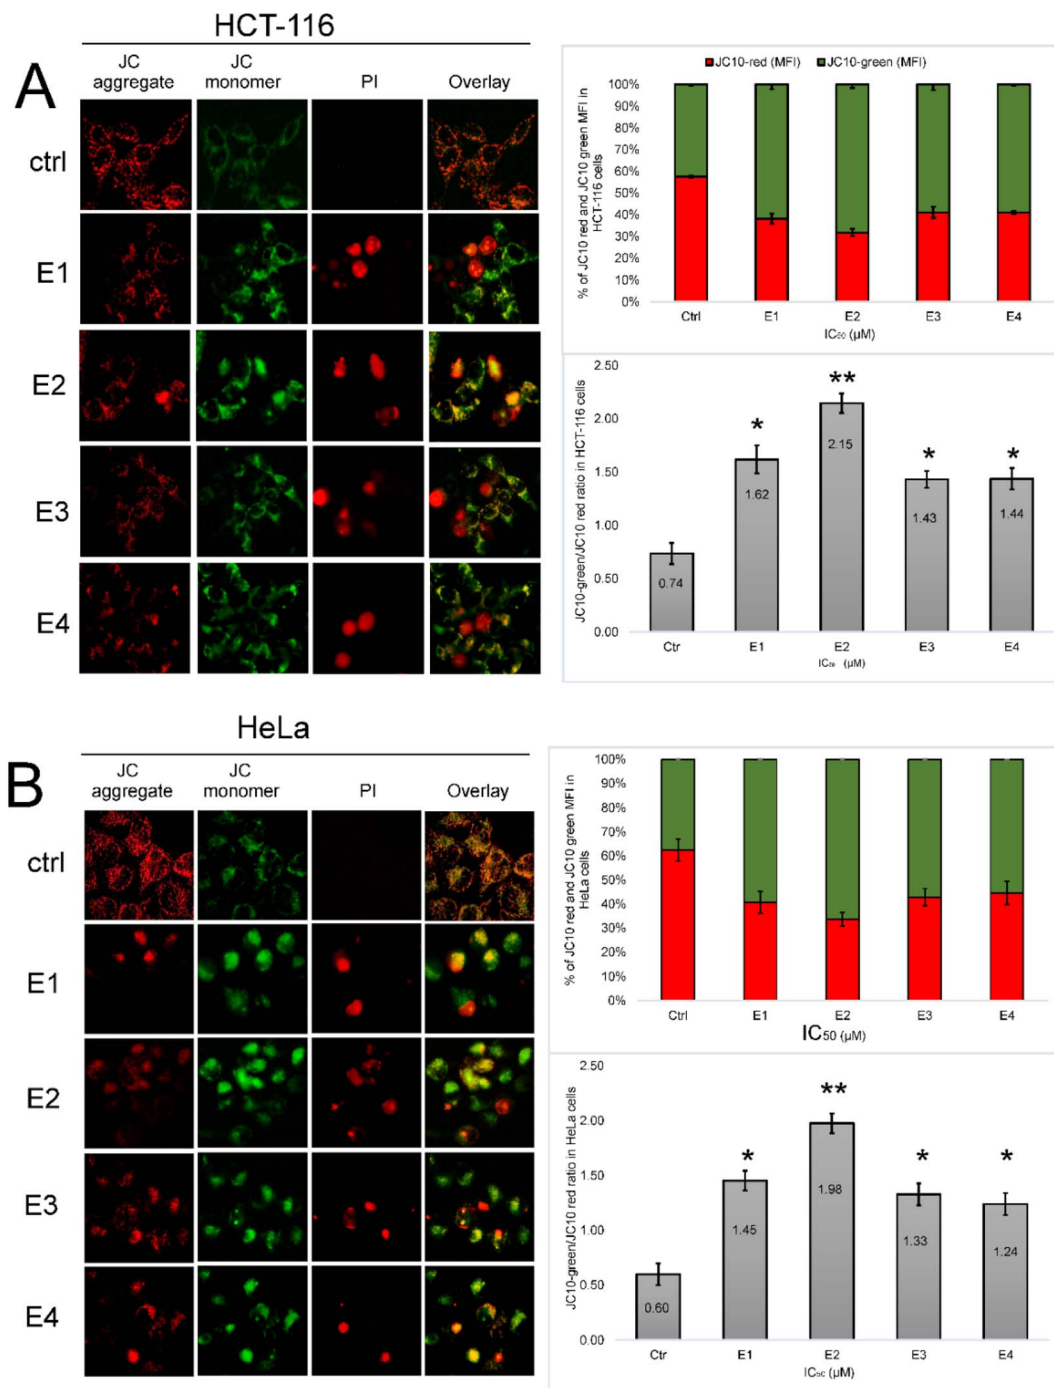 HCT-116
A
JC aggregate
JC monomer
PI
Overlay
ctrl
E1
E2
E3
E4
JC10-red (MFI) JC10-green (MFI)
% of JC10 red and JC10 green MFI in
HCT-116 cells
100%
90%
80%
70%
60%
50%
40%
30%
20%
10%
0%
Ctrl E1 E2 E3 E4
IC50 (µM)
JC10-green/JC10 red ratio in HCT-116 cells
2.50
2.00
1.50
1.00
0.50
0.00
0.74
*
1.62
**
2.15
*
1.43
*
1.44
Ctr E1 E2 E3 E4
IC50 (µM)
HeLa
B
JC aggregate
JC monomer
PI
Overlay
ctrl
E1
E2
E3
E4
% of JC10 red and JC10 green MFI in
HeLa cells
100%
90%
80%
70%
60%
50%
40%
30%
20%
10%
0%
Ctrl E1 E2 E3 E4
IC50 (µM)
JC10-green/JC10 red ratio in HeLa cells
2.50
2.00
1.50
1.00
0.50
0.00
0.60
*
1.45
**
1.98
*
1.33
*
1.24
Ctr E1 E2 E3 E4
IC50 (µM)